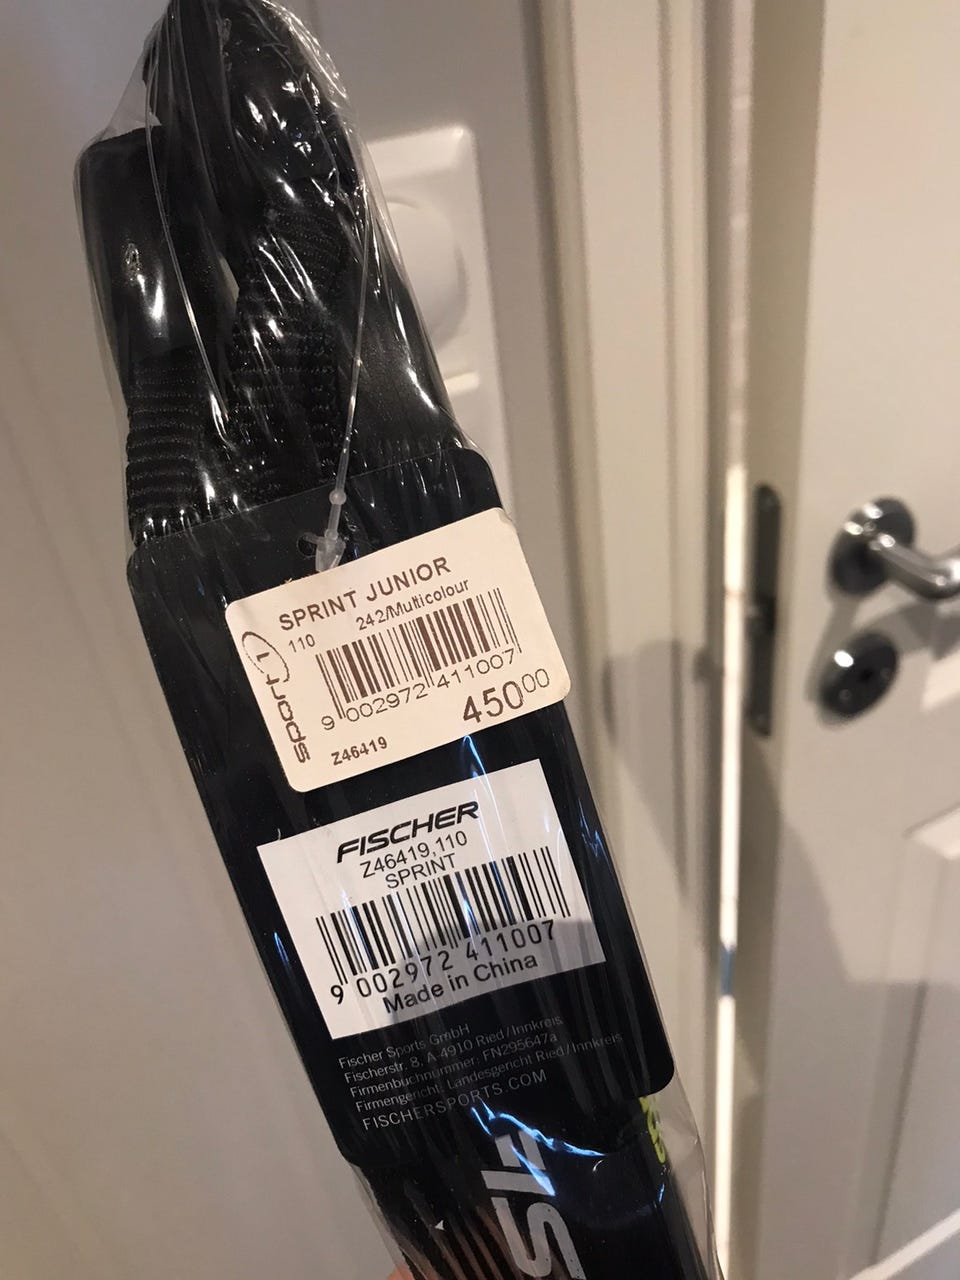 SPRINT JUNIOR
110 242/Multicolour
9 002972 411007
450 00
Z46419
sport 1
FISCHER
Z46419,110
SPRINT
9 002972 411007
Made in China
Fischer Sports GmbH
Fischerstr. 8, A-4910 Ried/Innkreis
Firmenbuchnummer: FN295647a
Firmengericht: Landesgericht Ried/Innkreis
FISCHERSPORTS.COM